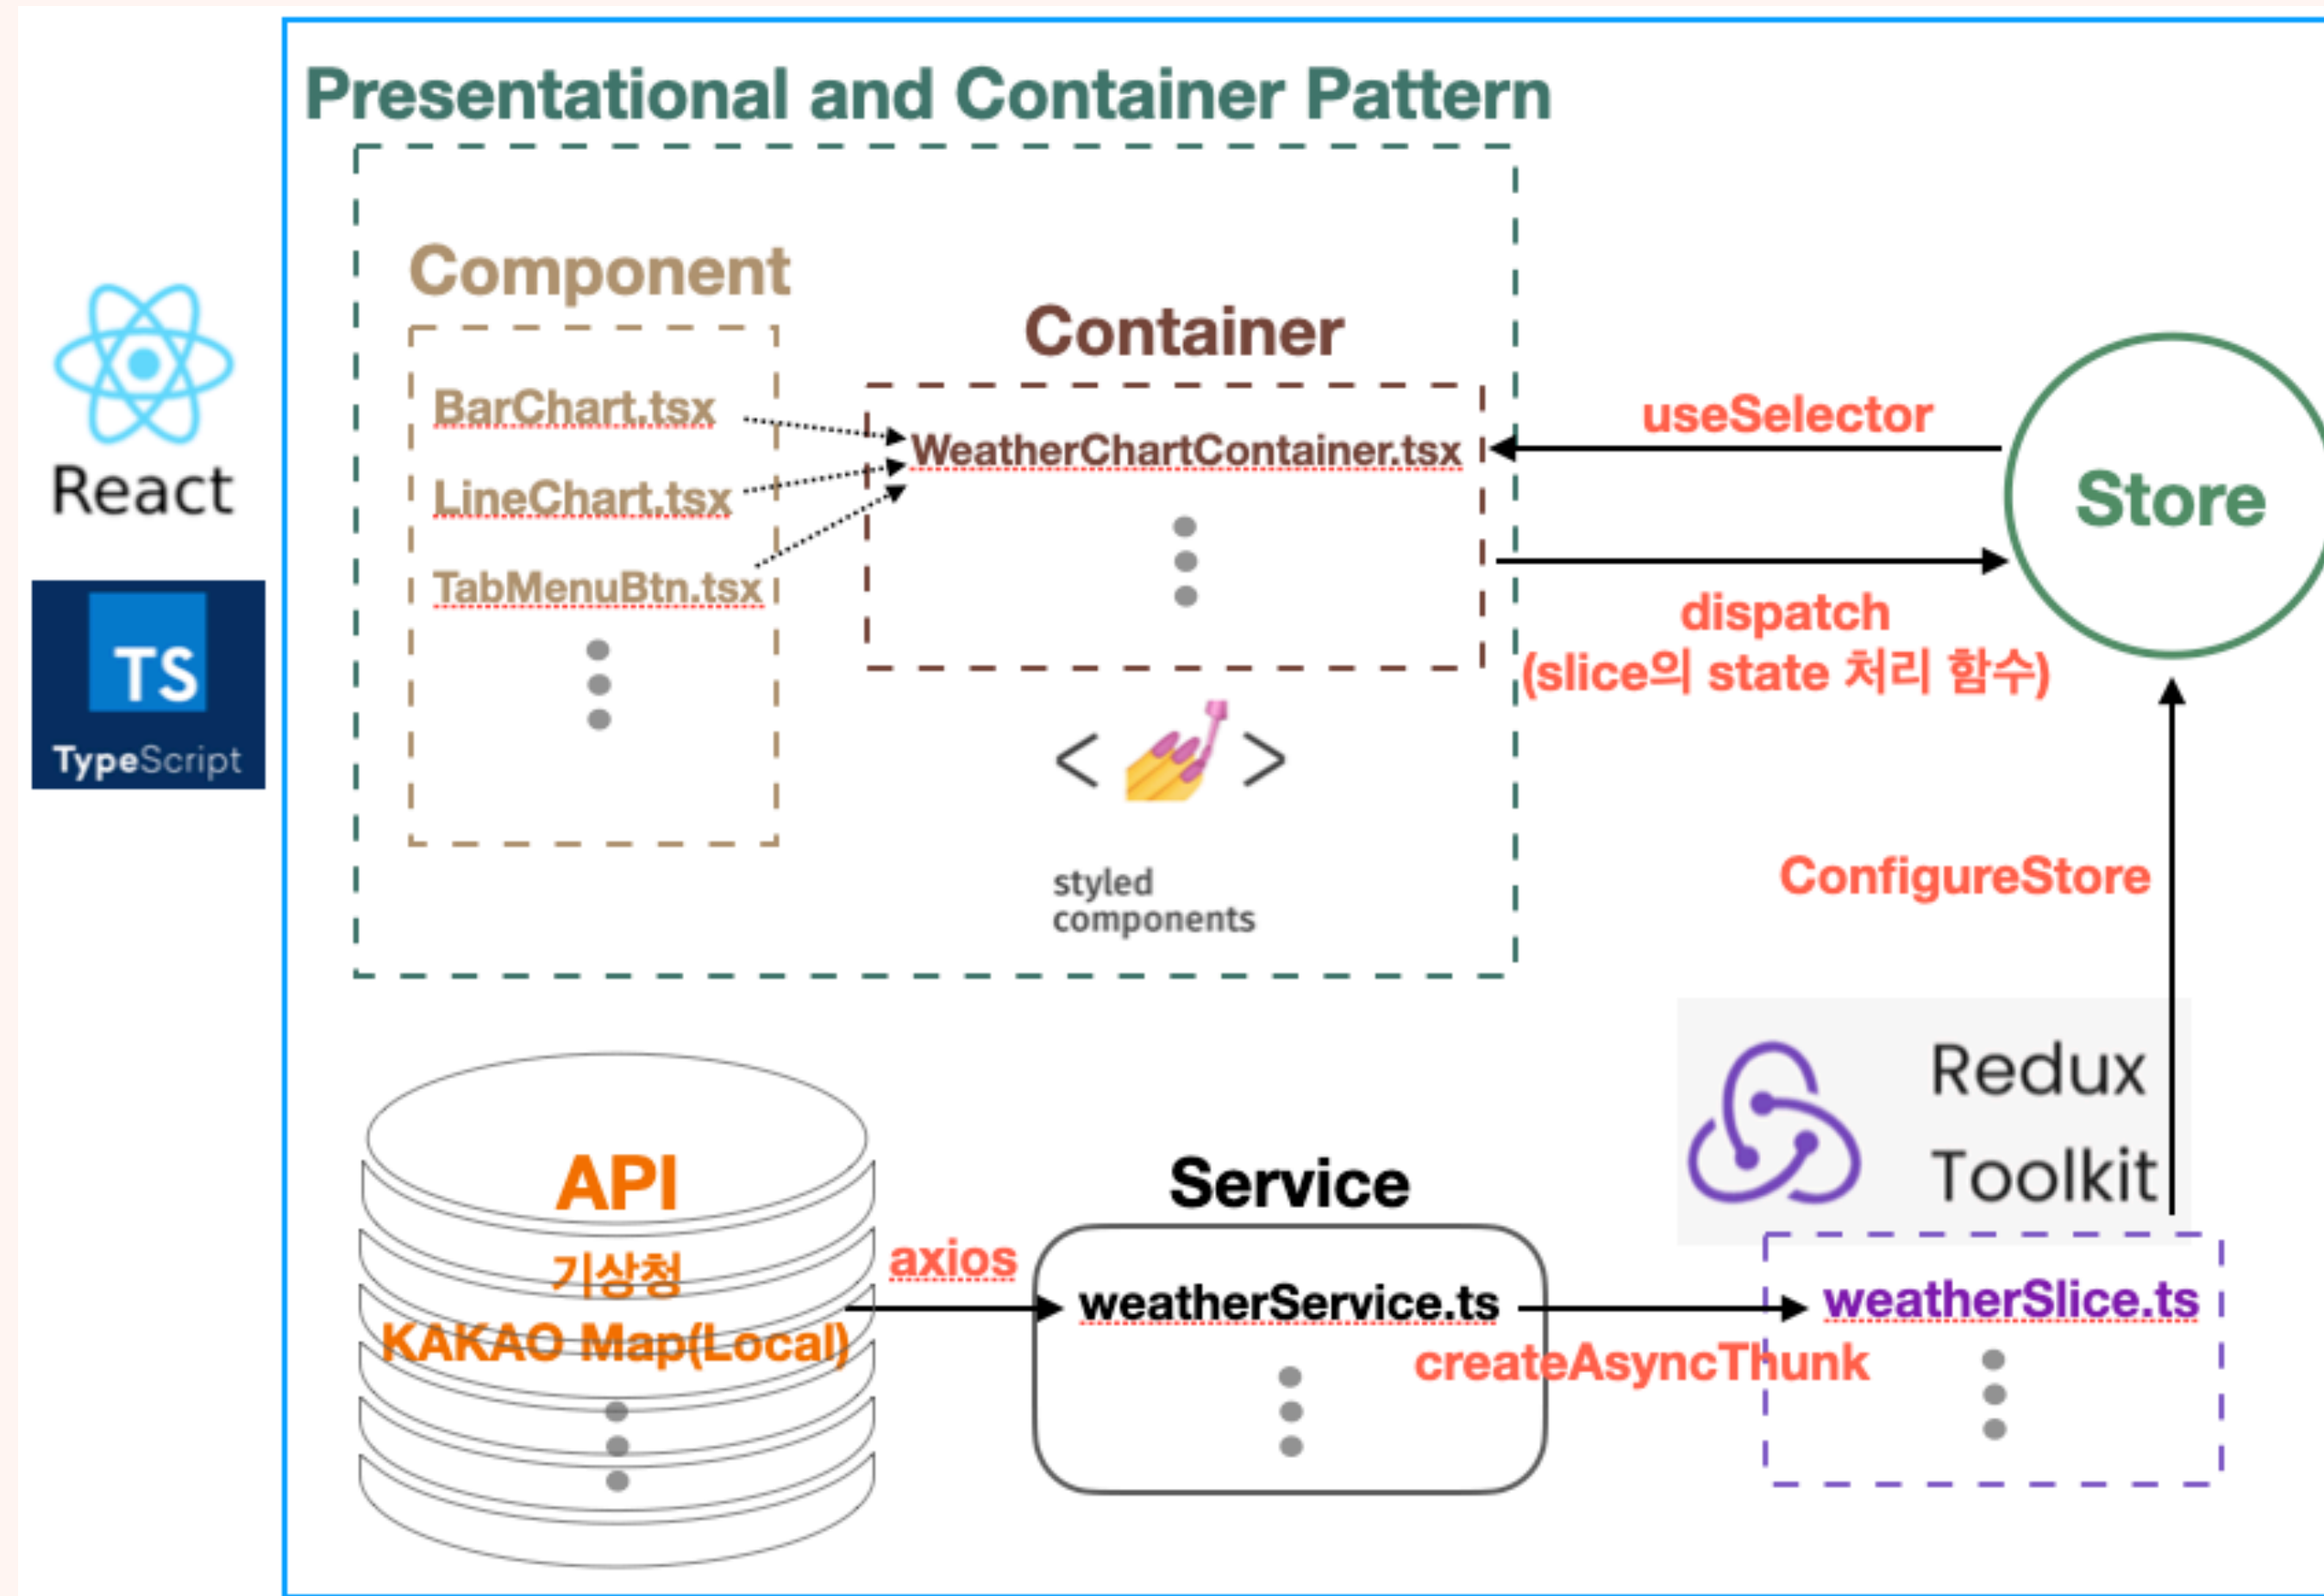 Presentational and Container Pattern
Component
BarChart.tsx
LineChart.tsx
TabMenuBtn.tsx
Container
WeatherChartContainer.tsx
styled
components
React
TS
TypeScript
useSelector
Store
dispatch
(slice의 state 처리 함수)
ConfigureStore
Redux
Toolkit
API
기상청
KAKAO Map(Local)
axios
Service
weatherService.ts
createAsyncThunk
weatherSlice.ts